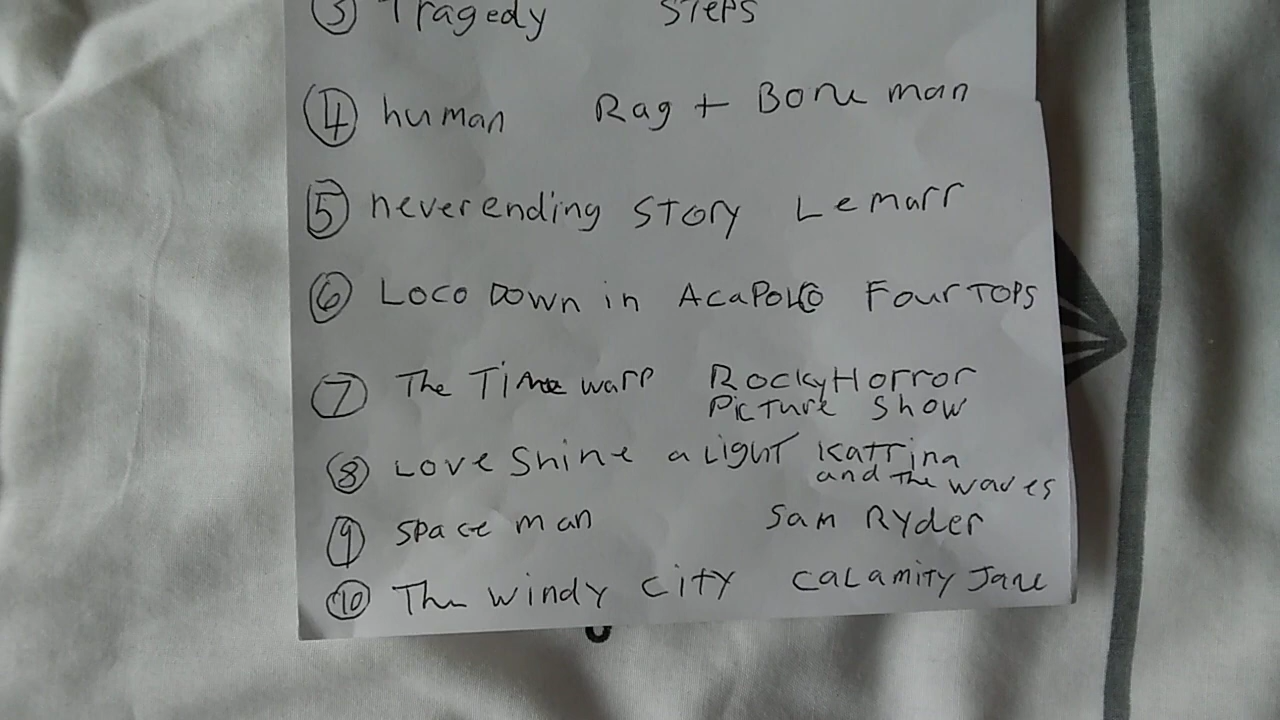 ③ Tragedy Steps
④ human Rag + Bone man
⑤ neverending story Lemarr
⑥ Loco Down in Acapolco Four Tops
⑦ The Time warp Rocky Horror
Picture Show
⑧ Love Shine a Light Katrina
and The waves
⑨ space man Sam Ryder
⑩ The windy city calamity Jane